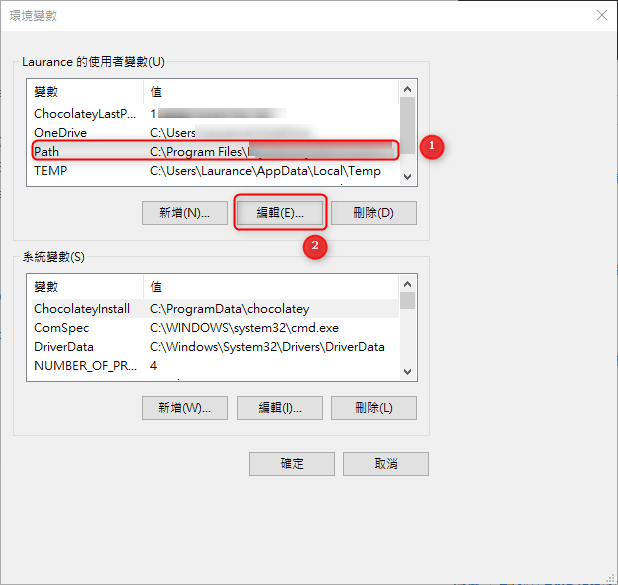 環境變數
Laurance 的使用者變數(U)
變數 值
ChocolateyLastP... 1
OneDrive C:\Users
Path C:\Program Files\
1
TEMP C:\Users\Laurance\AppData\Local\Temp
新增(N)... 編輯(E)... 刪除(D)
2
系統變數(S)
變數 值
ChocolateyInstall C:\ProgramData\chocolatey
ComSpec C:\WINDOWS\system32\cmd.exe
DriverData C:\Windows\System32\Drivers\DriverData
NUMBER_OF_PR... 4
新增(W)... 編輯(I)... 刪除(L)
確定 取消